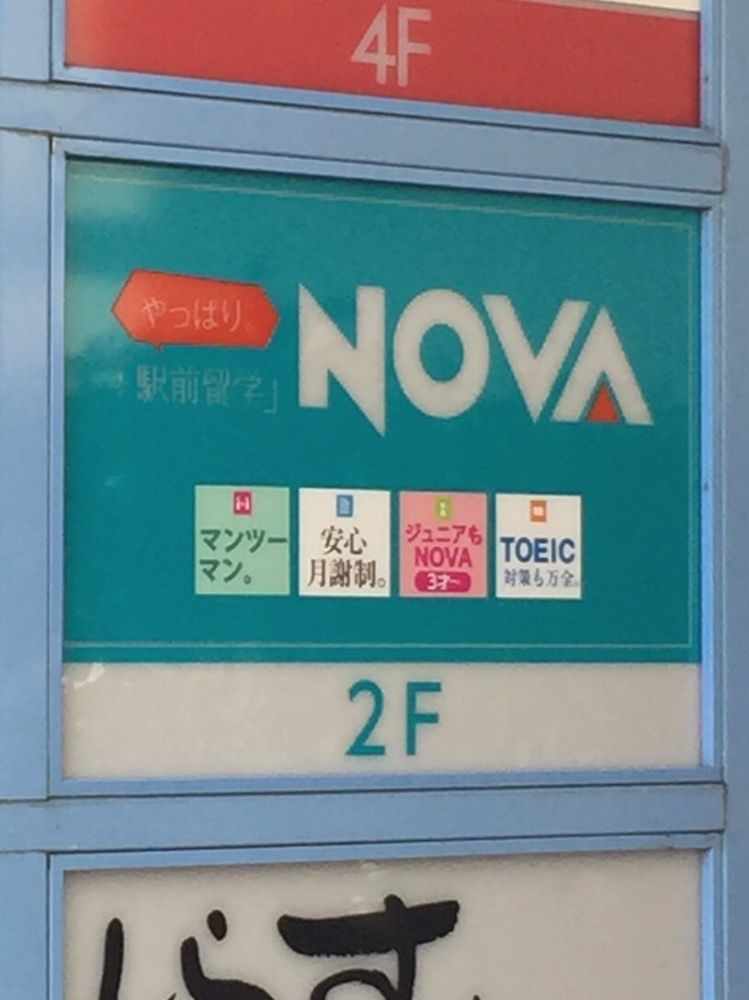 4F
やっぱり。
「駅前留学」
NOVA
マンツー
マン。
安心
月謝制。
ジュニアも
NOVA
3才〜
TOEIC
対策も万全。
2F